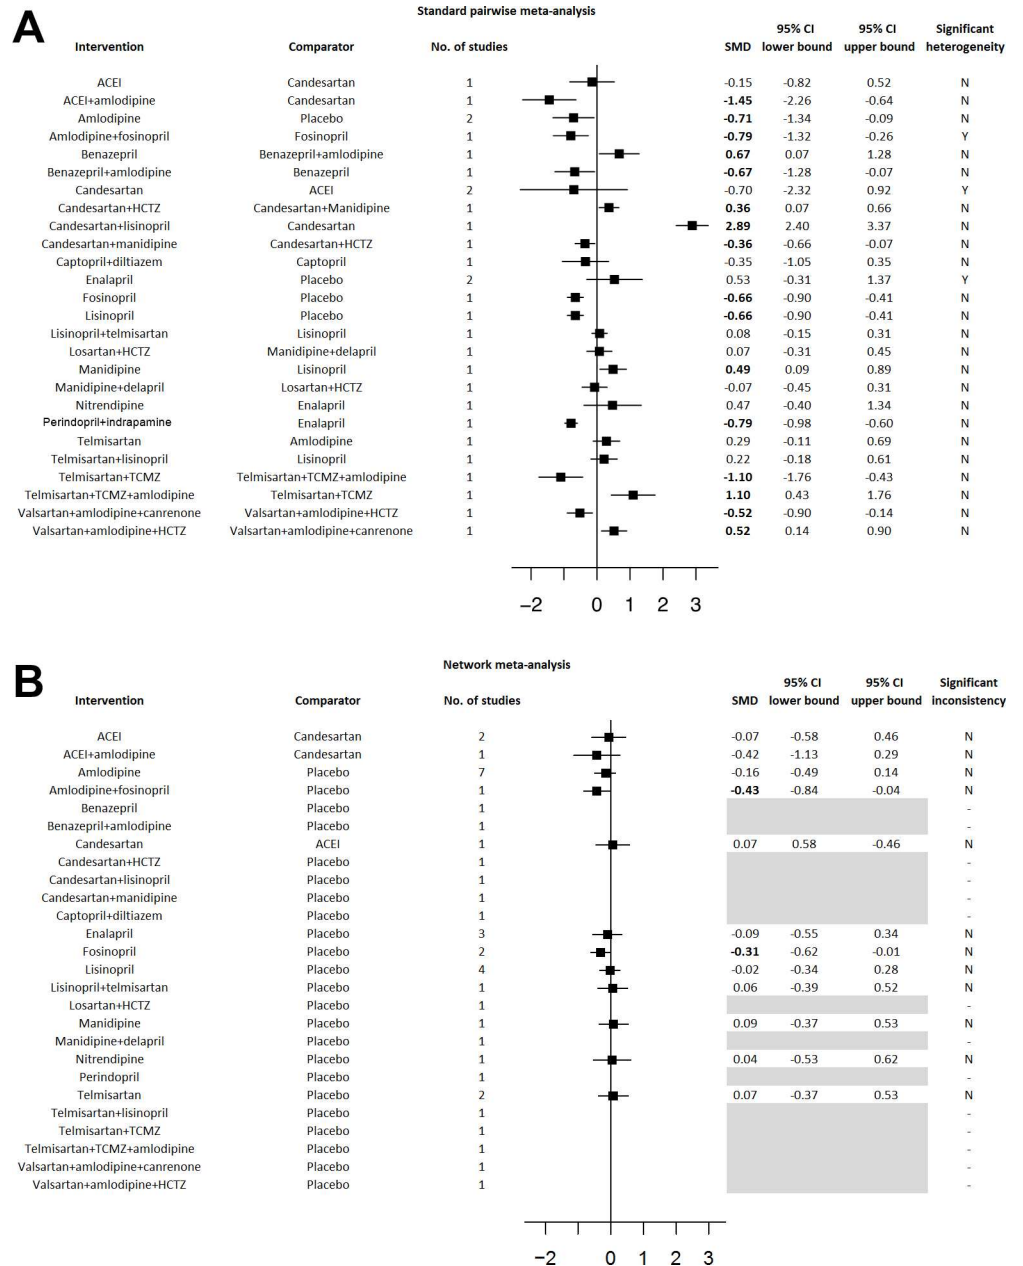 A
Standard pairwise meta-analysis
95% CI 95% CI Significant
Intervention Comparator No. of studies SMD lower bound upper bound heterogeneity
ACEI Candesartan 1 -0.15 -0.82 0.52 N
ACEI+amlodipine Candesartan 1 -1.45 -2.26 -0.64 N
Amlodipine Placebo 2 -0.71 -1.34 -0.09 N
Amlodipine+fosinopril Fosinopril 1 -0.79 -1.32 -0.26 Y
Benazepril Benazepril+amlodipine 1 0.67 0.07 1.28 N
Benazepril+amlodipine Benazepril 1 -0.67 -1.28 -0.07 N
Candesartan ACEI 2 -0.70 -2.32 0.92 Y
Candesartan+HCTZ Candesartan+Manidipine 1 0.36 0.07 0.66 N
Candesartan+lisinopril Candesartan 1 2.89 2.40 3.37 N
Candesartan+manidipine Candesartan+HCTZ 1 -0.36 -0.66 -0.07 N
Captopril+diltiazem Captopril 1 -0.35 -1.05 0.35 N
Enalapril Placebo 2 0.53 -0.31 1.37 Y
Fosinopril Placebo 1 -0.66 -0.90 -0.41 N
Lisinopril Placebo 1 -0.66 -0.90 -0.41 N
Lisinopril+telmisartan Lisinopril 1 0.08 -0.15 0.31 N
Losartan+HCTZ Manidipine+delapril 1 0.07 -0.31 0.45 N
Manidipine Lisinopril 1 0.49 0.09 0.89 N
Manidipine+delapril Losartan+HCTZ 1 -0.07 -0.45 0.31 N
Nitrendipine Enalapril 1 0.47 -0.40 1.34 N
Perindopril+indrapamine Enalapril 1 -0.79 -0.98 -0.60 N
Telmisartan Amlodipine 1 0.29 -0.11 0.69 N
Telmisartan+lisinopril Lisinopril 1 0.22 -0.18 0.61 N
Telmisartan+TCMZ Telmisartan+TCMZ+amlodipine 1 -1.10 -1.76 -0.43 N
Telmisartan+TCMZ+amlodipine Telmisartan+TCMZ 1 1.10 0.43 1.76 N
Valsartan+amlodipine+canrenone Valsartan+amlodipine+HCTZ 1 -0.52 -0.90 -0.14 N
Valsartan+amlodipine+HCTZ Valsartan+amlodipine+canrenone 1 0.52 0.14 0.90 N
−2 0 1 2 3
B
Network meta-analysis
95% CI 95% CI Significant
Intervention Comparator No. of studies SMD lower bound upper bound inconsistency
ACEI Candesartan 2 -0.07 -0.58 0.46 N
ACEI+amlodipine Candesartan 1 -0.42 -1.13 0.29 N
Amlodipine Placebo 7 -0.16 -0.49 0.14 N
Amlodipine+fosinopril Placebo 1 -0.43 -0.84 -0.04 N
Benazepril Placebo 1 -
Benazepril+amlodipine Placebo 1 -
Candesartan ACEI 1 0.07 0.58 -0.46 N
Candesartan+HCTZ Placebo 1 -
Candesartan+lisinopril Placebo 1 -
Candesartan+manidipine Placebo 1 -
Captopril+diltiazem Placebo 1 -
Enalapril Placebo 3 -0.09 -0.55 0.34 N
Fosinopril Placebo 2 -0.31 -0.62 -0.01 N
Lisinopril Placebo 4 -0.02 -0.34 0.28 N
Lisinopril+telmisartan Placebo 1 0.06 -0.39 0.52 N
Losartan+HCTZ Placebo 1 -
Manidipine Placebo 1 0.09 -0.37 0.53 N
Manidipine+delapril Placebo 1 -
Nitrendipine Placebo 1 0.04 -0.53 0.62 N
Perindopril Placebo 1 -
Telmisartan Placebo 2 0.07 -0.37 0.53 N
Telmisartan+lisinopril Placebo 1 -
Telmisartan+TCMZ Placebo 1 -
Telmisartan+TCMZ+amlodipine Placebo 1 -
Valsartan+amlodipine+canrenone Placebo 1 -
Valsartan+amlodipine+HCTZ Placebo 1 -
−2 0 1 2 3